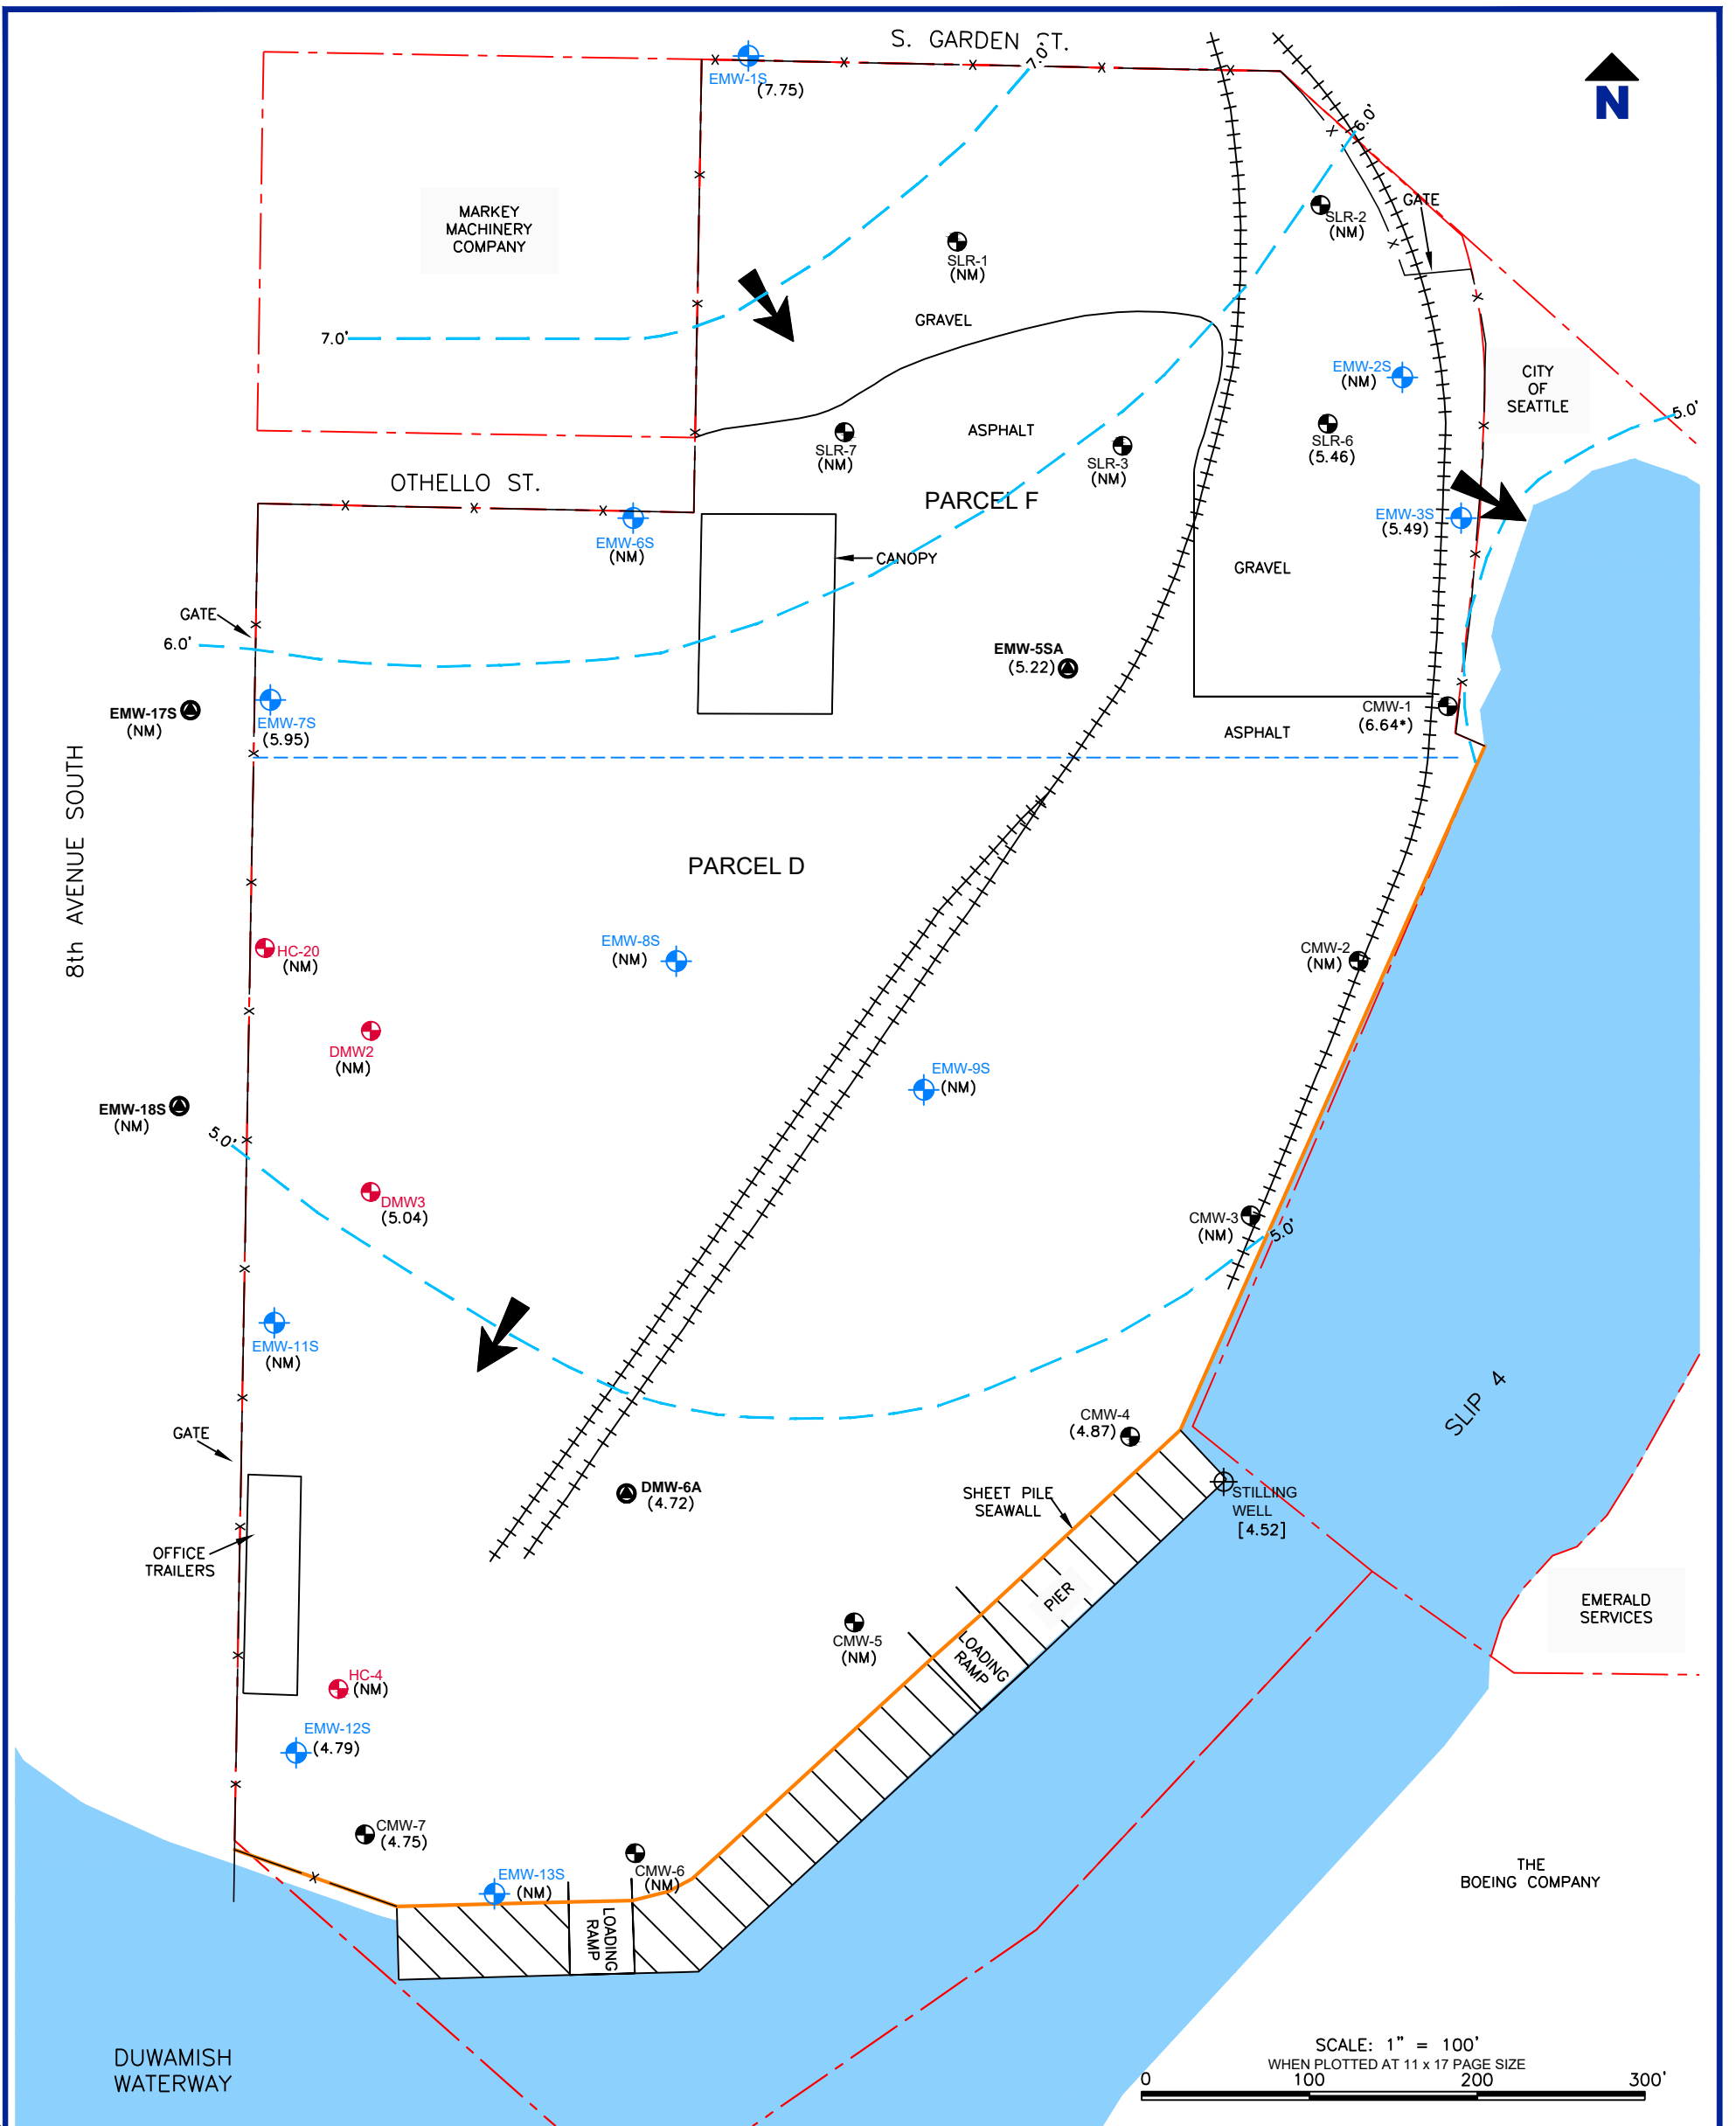 S. GARDEN ST.
N
EMW-1S
(7.75)
7.0'
6.0'
MARKEY
MACHINERY
COMPANY
SLR-2
(NM)
GATE
SLR-1
(NM)
GRAVEL
7.0'
EMW-2S
(NM)
CITY
OF
SEATTLE
5.0'
SLR-7
(NM)
ASPHALT
SLR-3
(NM)
SLR-6
(5.46)
OTHELLO ST.
PARCEL F
EMW-6S
(NM)
EMW-3S
(5.49)
CANOPY
GRAVEL
GATE
6.0'
EMW-5SA
(5.22)
EMW-17S
(NM)
EMW-7S
(5.95)
CMW-1
(6.64*)
ASPHALT
8th AVENUE SOUTH
PARCEL D
HC-20
(NM)
EMW-8S
(NM)
CMW-2
(NM)
DMW2
(NM)
EMW-9S
(NM)
EMW-18S
(NM)
5.0'
DMW3
(5.04)
CMW-3
(NM)
5.0'
EMW-11S
(NM)
SLIP 4
GATE
CMW-4
(4.87)
DMW-6A
(4.72)
SHEET PILE
SEAWALL
STILLING
WELL
[4.52]
OFFICE
TRAILERS
PIER
EMERALD
SERVICES
CMW-5
(NM)
LOADING
RAMP
HC-4
(NM)
EMW-12S
(4.79)
CMW-7
(4.75)
EMW-13S
(NM)
CMW-6
(NM)
LOADING
RAMP
THE
BOEING COMPANY
DUWAMISH
WATERWAY
SCALE: 1" = 100'
WHEN PLOTTED AT 11 x 17 PAGE SIZE
0 100 200 300'